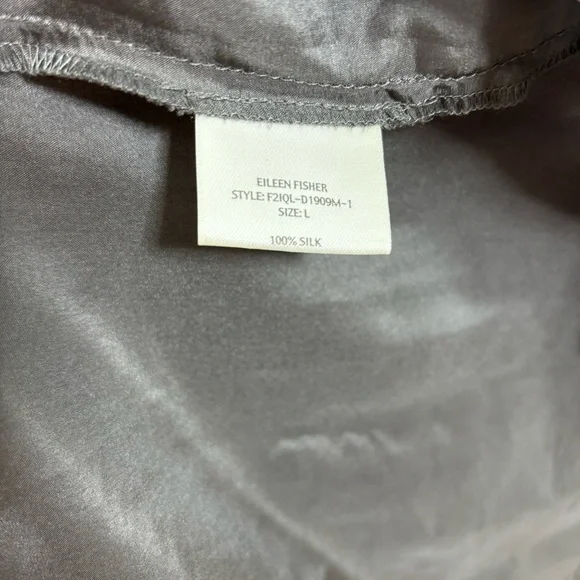 EILEEN FISHER
STYLE: F2IQL-D1909M-1
SIZE: L
100% SILK